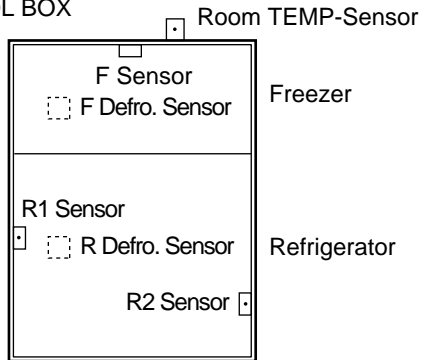 L BOX
Room TEMP-Sensor
F Sensor
F Defro. Sensor
Freezer
R1 Sensor
R Defro. Sensor
Refrigerator
R2 Sensor